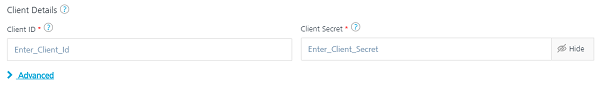 Client Details ?
Client ID * ?
Client Secret * ?
Enter_Client_Id
Enter_Client_Secret
Hide
Advanced